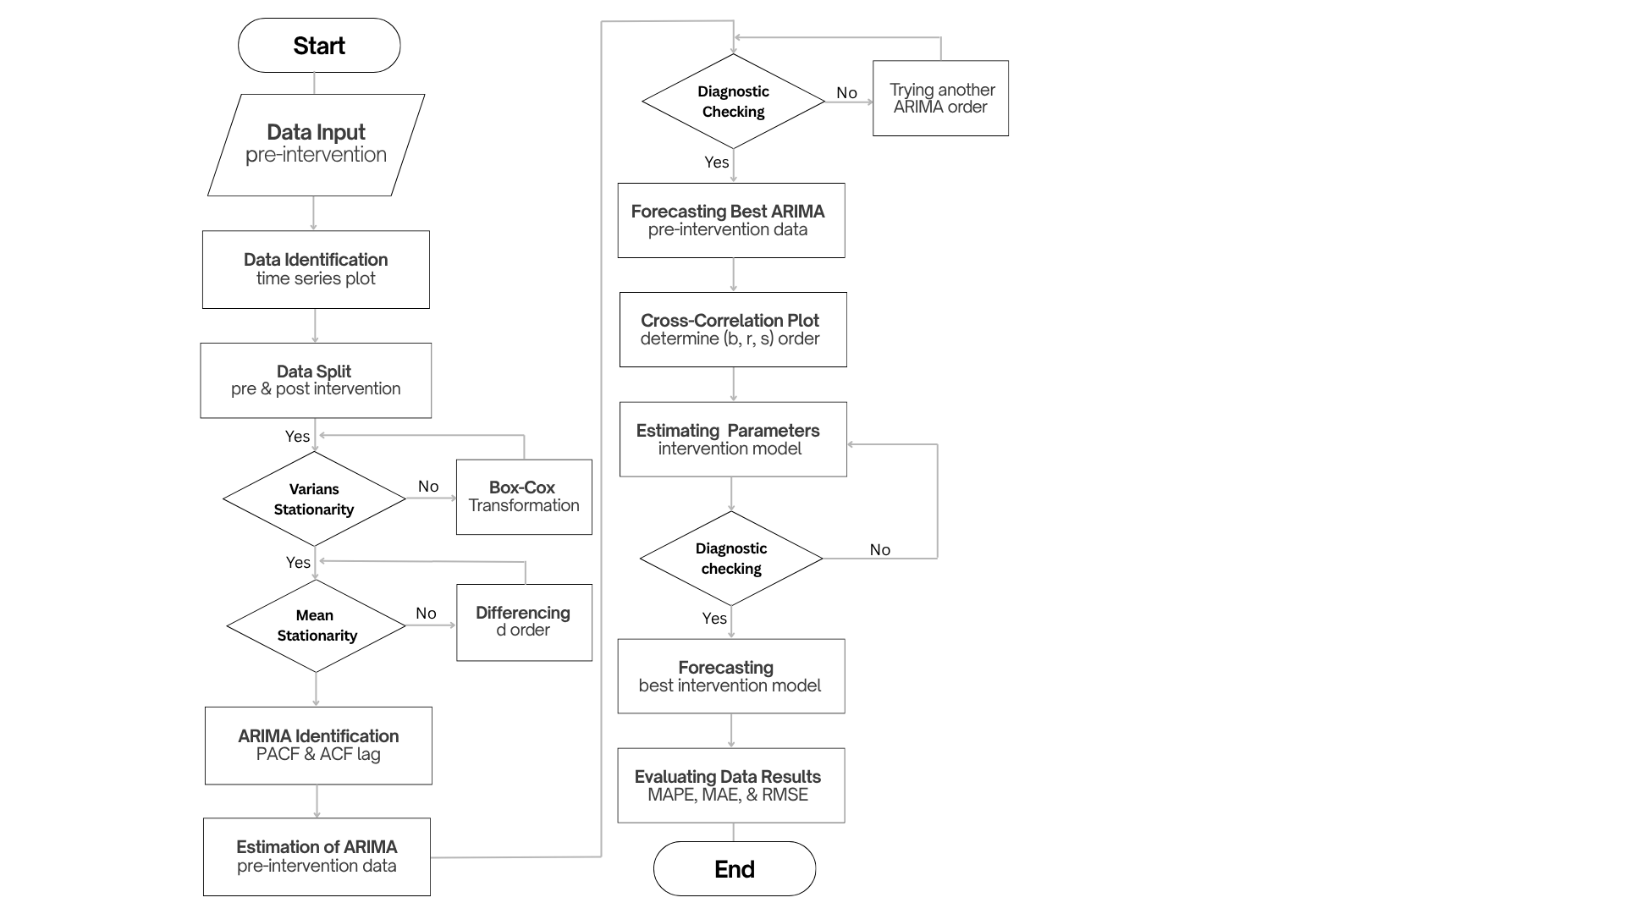 Start
Data Input
pre-intervention
Data Identification
time series plot
Data Split
pre & post intervention
Yes
Varians
Stationarity
No
Box-Cox
Transformation
Yes
Mean
Stationarity
No
Differencing
d order
ARIMA Identification
PACF & ACF lag
Estimation of ARIMA
pre-intervention data
Diagnostic
Checking
No
Trying another
ARIMA order
Yes
Forecasting Best ARIMA
pre-intervention data
Cross-Correlation Plot
determine (b, r, s) order
Estimating Parameters
intervention model
Diagnostic
checking
No
Yes
Forecasting
best intervention model
Evaluating Data Results
MAPE, MAE, & RMSE
End